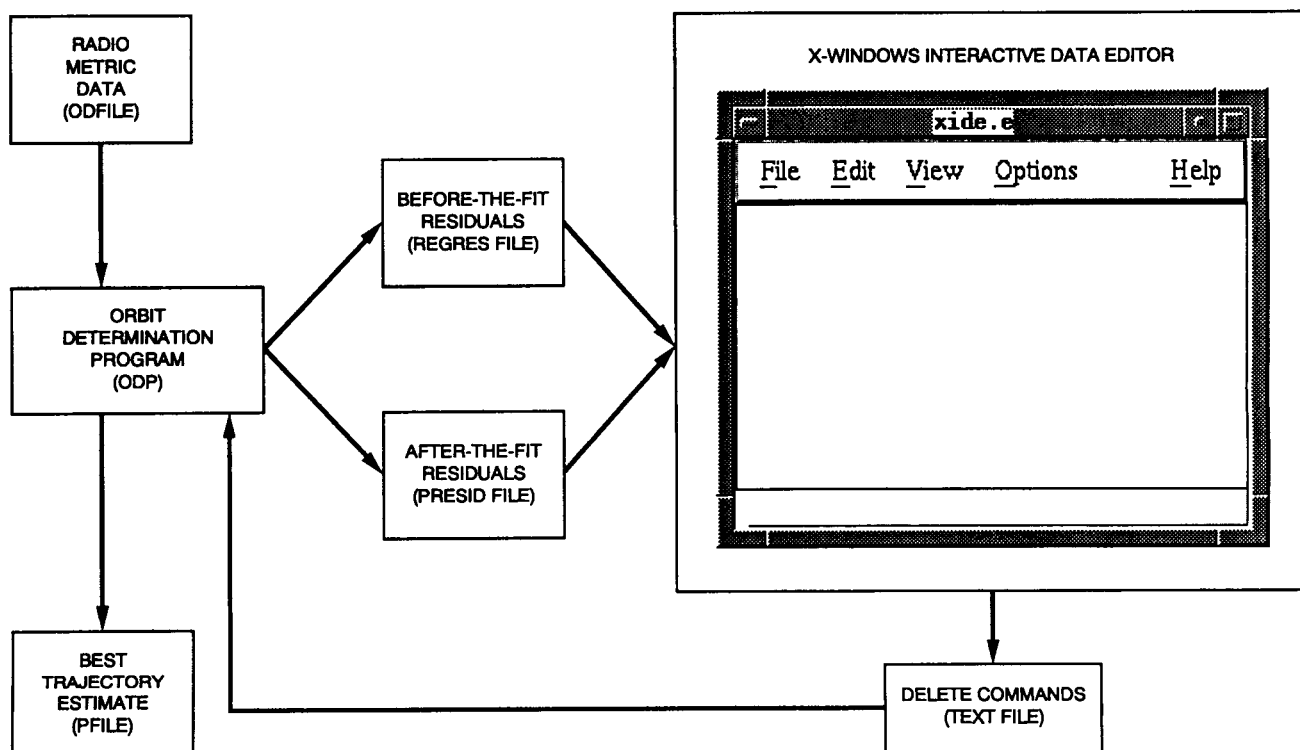 RADIO
METRIC
DATA
(ODFILE)
X-WINDOWS INTERACTIVE DATA EDITOR
xide.e
File Edit View Options Help
BEFORE-THE-FIT
RESIDUALS
(REGRES FILE)
ORBIT
DETERMINATION
PROGRAM
(ODP)
AFTER-THE-FIT
RESIDUALS
(PRESID FILE)
BEST
TRAJECTORY
ESTIMATE
(PFILE)
DELETE COMMANDS
(TEXT FILE)